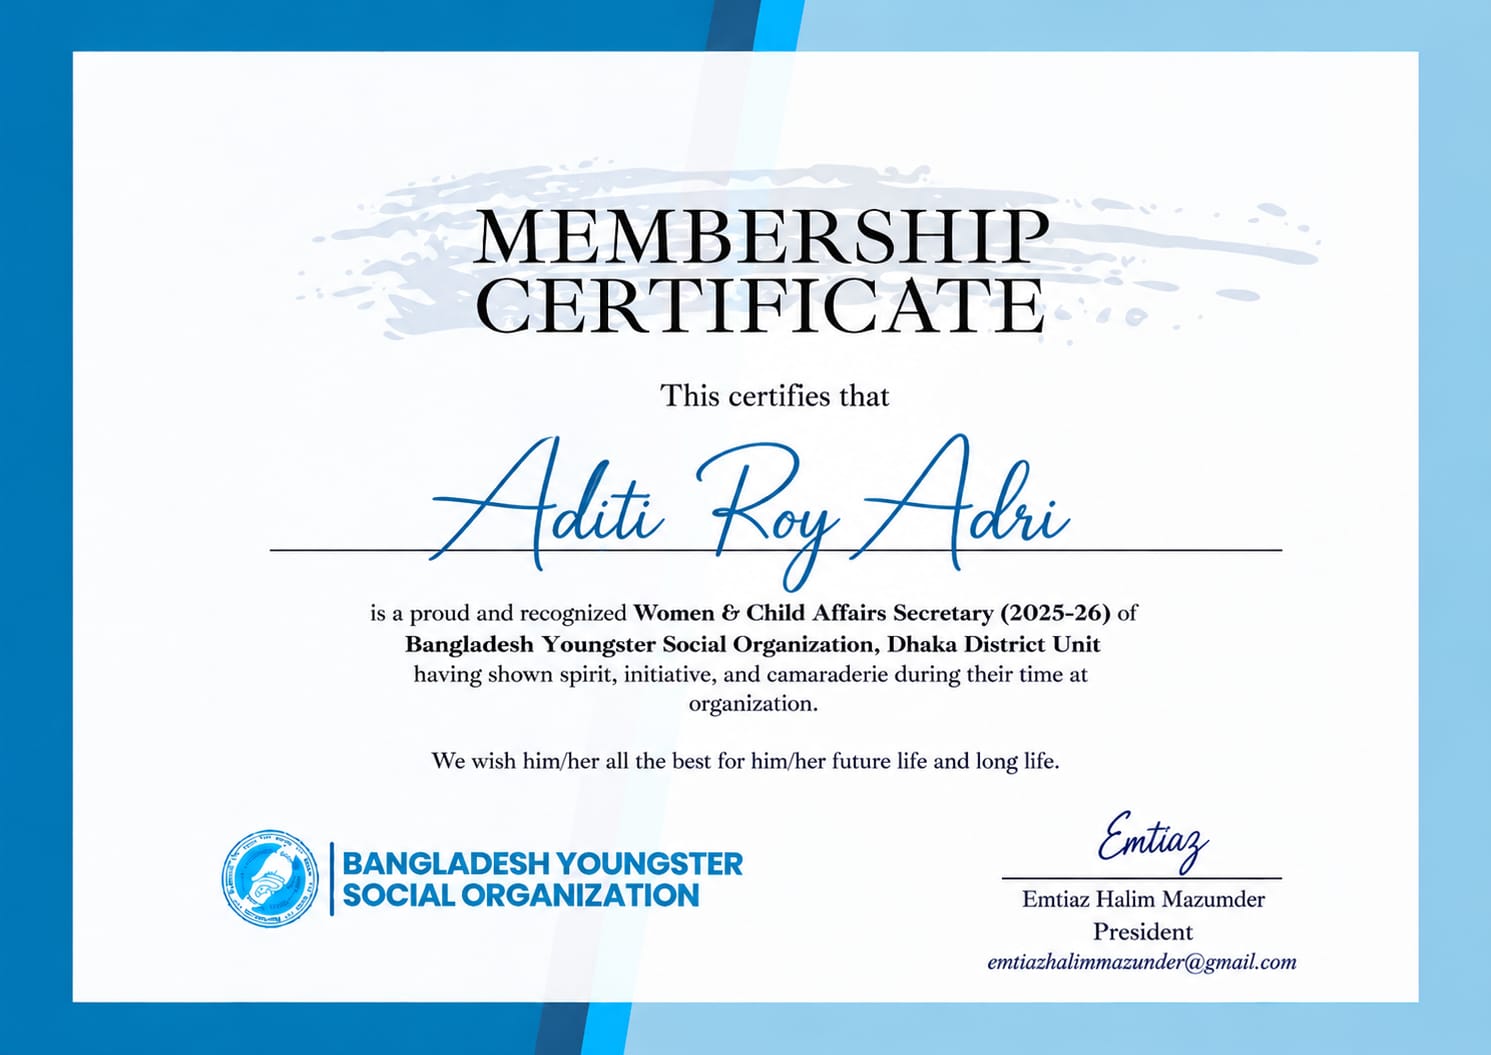 MEMBERSHIP
CERTIFICATE
This certifies that
Aditi Roy Adri
is a proud and recognized Women & Child Affairs Secretary (2025-26) of
Bangladesh Youngster Social Organization, Dhaka District Unit
having shown spirit, initiative, and camaraderie during their time at
organization.
We wish him/her all the best for him/her future life and long life.
BANGLADESH YOUNGSTER
SOCIAL ORGANIZATION
Emtiaz
Emtiaz Halim Mazumder
President
emtiazhalimmazunder@gmail.com